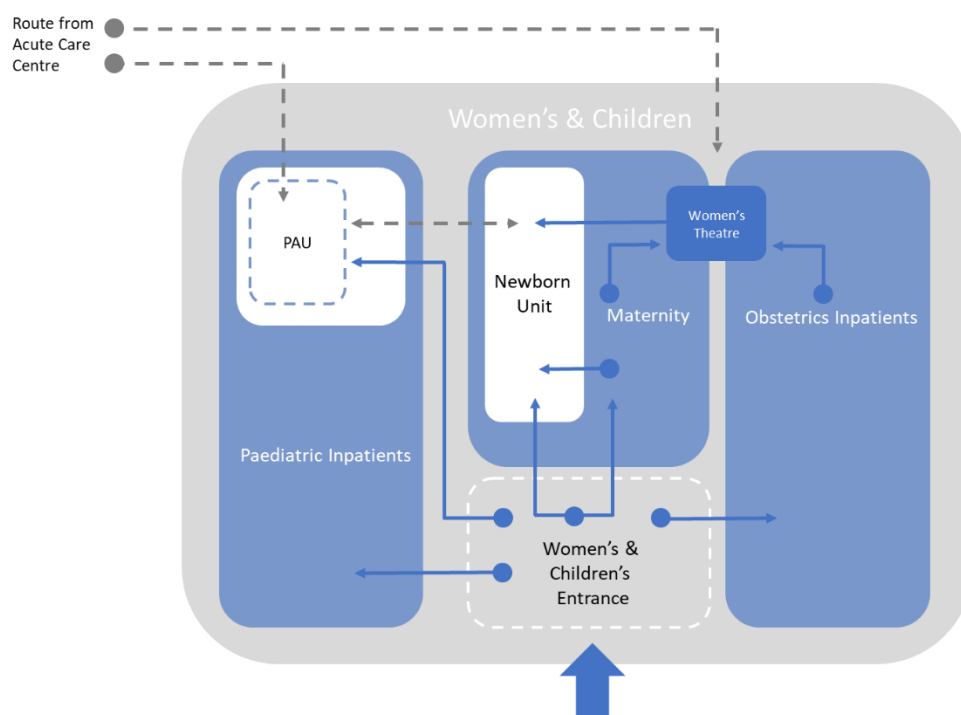 Route from
Acute Care
Centre
Women's & Children
PAU
Women's
Theatre
Newborn
Unit
Maternity
Obstetrics Inpatients
Paediatric Inpatients
Women's &
Children's
Entrance